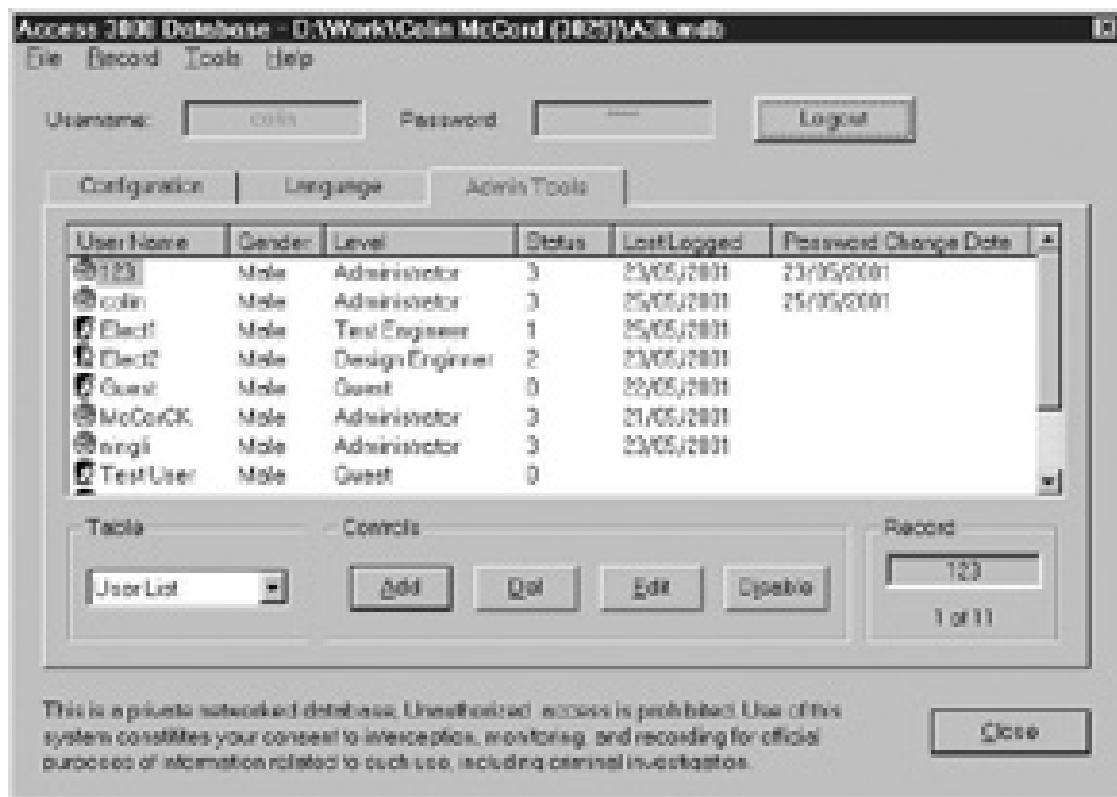 Access 2000 Database - D:\Work\Colin McCord (3025)\A2k.mdb
File Record Tools Help
Username: colin Password **** Logout
Configuration Language Admin Tools
User Name Gender Level Status Last Logged Password Change Date
123 Male Administrator 3 23/05/2001 23/05/2001
colin Male Administrator 3 25/05/2001 25/05/2001
Elect1 Male Test Engineer 1 25/05/2001
Elect2 Male Design Enginner 2 23/05/2001
Guest Male Guest 0 22/05/2001
McCorCK Male Administrator 3 21/05/2001
ningli Male Administrator 3 23/05/2001
Test User Male Guest 0
Table Controls Record
User List Add Del Edit Disable 123
1 of 11
This is a private networked database, Unauthorized access is prohibited. Use of this
system constitites your consent to interception, monitoring, and recording for official
purposes of information related to such use, including criminal investigation.
Close